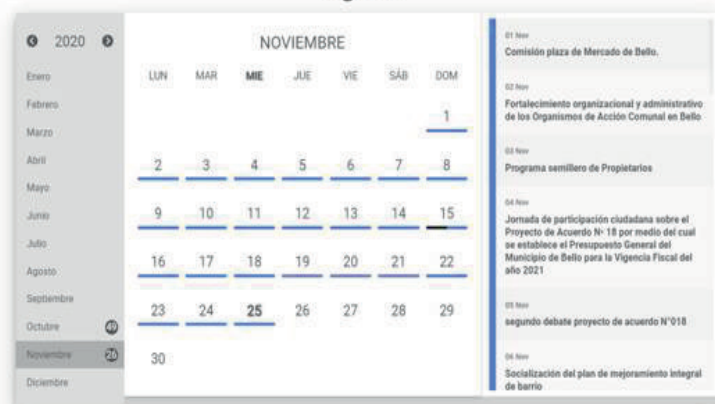 2020
Enero
Febrero
Marzo
Abril
Mayo
Junio
Julio
Agosto
Septiembre
Octubre 49
Noviembre 26
Diciembre
NOVIEMBRE
LUN MAR MIE JUE VIE SÁB DOM
1
2 3 4 5 6 7 8
9 10 11 12 13 14 15
16 17 18 19 20 21 22
23 24 25 26 27 28 29
30
01 Nov
Comisión plaza de Mercado de Bello.
02 Nov
Fortalecimiento organizacional y administrativo
de los Organismos de Acción Comunal en Bello
03 Nov
Programa semillero de Propietarios
04 Nov
Jornada de participación ciudadana sobre el
Proyecto de Acuerdo Nº 18 por medio del cual
se establece el Presupuesto General del
Municipio de Bello para la Vigencia Fiscal del
año 2021
05 Nov
segundo debate proyecto de acuerdo N°018
06 Nov
Socialización del plan de mejoramiento integral
de barrio